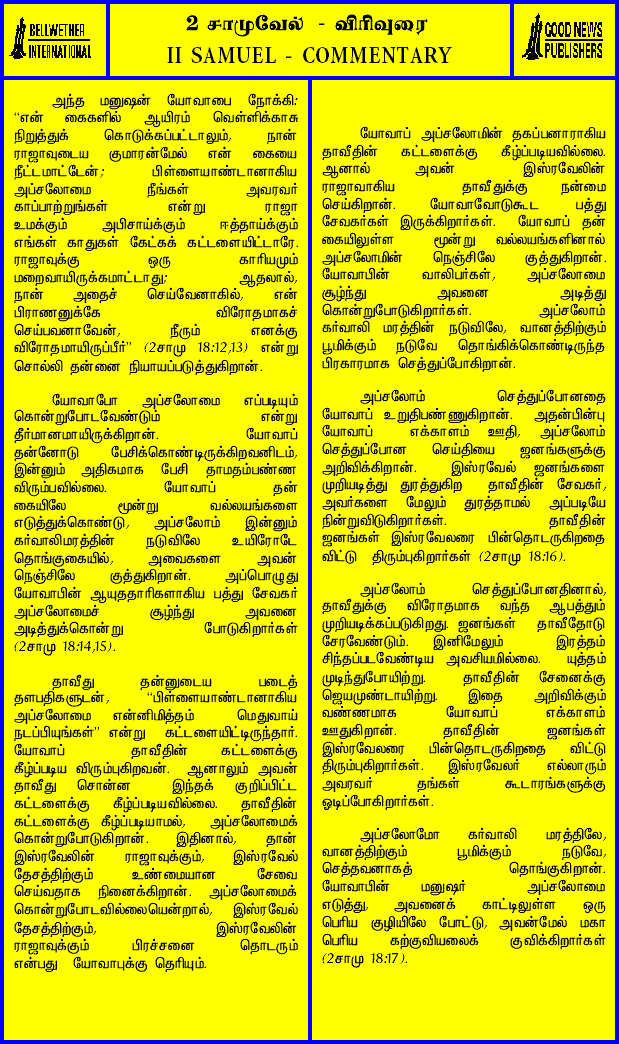 BELLWETHER
INTERNATIONAL
2 சாமுவேல் - விரிவுரை
II SAMUEL - COMMENTARY
GOOD NEWS
PUBLISHERS
அந்த மனுஷன் யோவாபை நோக்கி:
“என் கைகளில் ஆயிரம் வெள்ளிக்காசு
நிறுத்துக் கொடுக்கப்பட்டாலும், நான்
ராஜாவுடைய குமாரன்மேல் என் கையை
நீட்டமாட்டேன்; பிள்ளையாண்டானாகிய
அப்சலோமை நீங்கள் அவரவர்
காப்பாற்றுங்கள் என்று ராஜா
உமக்கும் அபிசாய்க்கும் ஈத்தாய்க்கும்
எங்கள் காதுகள் கேட்கக் கட்டளையிட்டாரே.
ராஜாவுக்கு ஒரு காரியமும்
மறைவாயிருக்கமாட்டாது; ஆதலால்,
நான் அதைச் செய்வேனாகில், என்
பிராணனுக்கே விரோதமாகச்
செய்பவனாவேன், நீரும் எனக்கு
விரோதமாயிருப்பீர்” (2சாமு 18:12,13) என்று
சொல்லி தன்னை நியாயப்படுத்துகிறான்.
யோவாபோ அப்சலோமை எப்படியும்
கொன்றுபோடவேண்டும் என்று
தீர்மானமாயிருக்கிறான். யோவாப்
தன்னோடு பேசிக்கொண்டிருக்கிறவனிடம்,
இன்னும் அதிகமாக பேசி தாமதம்பண்ண
விரும்பவில்லை. யோவாப் தன்
கையிலே மூன்று வல்லயங்களை
எடுத்துக்கொண்டு, அப்சலோம் இன்னும்
கர்வாலிமரத்தின் நடுவிலே உயிரோடே
தொங்குகையில், அவைகளை அவன்
நெஞ்சிலே குத்துகிறான். அப்பொழுது
யோவாபின் ஆயுததாரிகளாகிய பத்து சேவகர்
அப்சலோமைச் சூழ்ந்து அவனை
அடித்துக்கொன்று போடுகிறார்கள்
(2சாமு 18:14,15).
தாவீது தன்னுடைய படைத்
தளபதிகளுடன், “பிள்ளையாண்டானாகிய
அப்சலோமை என்னிமித்தம் மெதுவாய்
நடப்பியுங்கள்” என்று கட்டளையிட்டிருந்தார்.
யோவாப் தாவீதின் கட்டளைக்கு
கீழ்ப்படிய விரும்புகிறவன். ஆனாலும் அவன்
தாவீது சொன்ன இந்தக் குறிப்பிட்ட
கட்டளைக்கு கீழ்ப்படியவில்லை. தாவீதின்
கட்டளைக்கு கீழ்ப்படியாமல், அப்சலோமைக்
கொன்றுபோடுகிறான். இதினால், தான்
இஸ்ரவேலின் ராஜாவுக்கும், இஸ்ரவேல்
தேசத்திற்கும் உண்மையான சேவை
செய்வதாக நினைக்கிறான். அப்சலோமைக்
கொன்றுபோடவில்லையென்றால், இஸ்ரவேல்
தேசத்திற்கும், இஸ்ரவேலின்
ராஜாவுக்கும் பிரச்சனை தொடரும்
என்பது யோவாபுக்கு தெரியும்.
யோவாப் அப்சலோமின் தகப்பனாராகிய
தாவீதின் கட்டளைக்கு கீழ்ப்படியவில்லை.
ஆனால் அவன் இஸ்ரவேலின்
ராஜாவாகிய தாவீதுக்கு நன்மை
செய்கிறான். யோவாவோடுகூட பத்து
சேவகர்கள் இருக்கிறார்கள். யோவாப் தன்
கையிலுள்ள மூன்று வல்லயங்களினால்
அப்சலோமின் நெஞ்சிலே குத்துகிறான்.
யோவாபின் வாலிபர்கள், அப்சலோமை
சூழ்ந்து அவனை அடித்து
கொன்றுபோடுகிறார்கள். அப்சலோம்
கர்வாலி மரத்தின் நடுவிலே, வானத்திற்கும்
பூமிக்கும் நடுவே தொங்கிக்கொண்டிருந்த
பிரகாரமாக செத்துப்போகிறான்.
அப்சலோம் செத்துப்போனதை
யோவாப் உறுதிபண்ணுகிறான். அதன்பின்பு
யோவாப் எக்காளம் ஊதி, அப்சலோம்
செத்துப்போன செய்தியை ஜனங்களுக்கு
அறிவிக்கிறான். இஸ்ரவேல் ஜனங்களை
முறியடித்து துரத்துகிற தாவீதின் சேவகர்,
அவர்களை மேலும் துரத்தாமல் அப்படியே
நின்றுவிடுகிறார்கள். தாவீதின்
ஜனங்கள் இஸ்ரவேலரை பின்தொடருகிறதை
விட்டு திரும்புகிறார்கள் (2சாமு 18:16).
அப்சலோம் செத்துப்போனதினால்,
தாவீதுக்கு விரோதமாக வந்த ஆபத்தும்
முறியடிக்கப்படுகிறது. ஜனங்கள் தாவீதோடு
சேரவேண்டும். இனிமேலும் இரத்தம்
சிந்தப்படவேண்டிய அவசியமில்லை. யுத்தம்
முடிந்துபோயிற்று. தாவீதின் சேனைக்கு
ஜெயமுண்டாயிற்று. இதை அறிவிக்கும்
வண்ணமாக யோவாப் எக்காளம்
ஊதுகிறான். தாவீதின் ஜனங்கள்
இஸ்ரவேலரை பின்தொடருகிறதை விட்டு
திரும்புகிறார்கள். இஸ்ரவேலர் எல்லாரும்
அவரவர் தங்கள் கூடாரங்களுக்கு
ஓடிப்போகிறார்கள்.
அப்சலோமோ கர்வாலி மரத்திலே,
வானத்திற்கும் பூமிக்கும் நடுவே,
செத்தவனாகத் தொங்குகிறான்.
யோவாபின் மனுஷர் அப்சலோமை
எடுத்து, அவனைக் காட்டிலுள்ள ஒரு
பெரிய குழியிலே போட்டு, அவன்மேல் மகா
பெரிய கற்குவியலைக் குவிக்கிறார்கள்
(2சாமு 18:17).